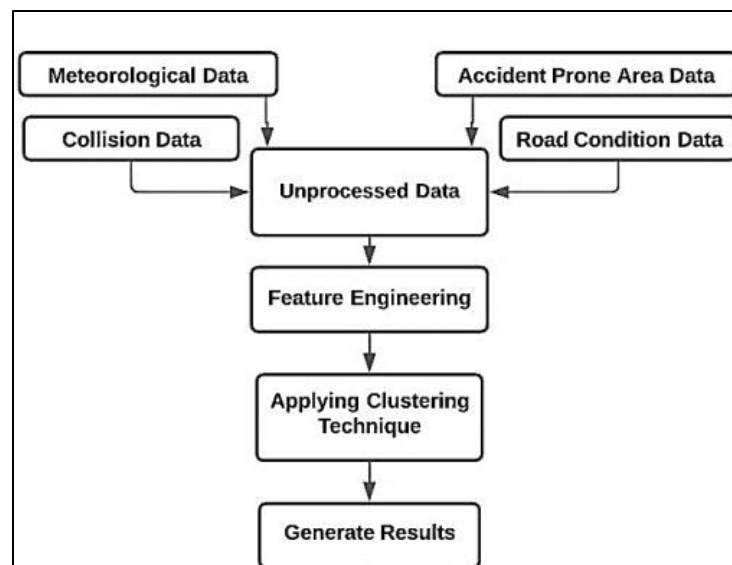 Meteorological Data
Accident Prone Area Data
Collision Data
Road Condition Data
Unprocessed Data
Feature Engineering
Applying Clustering
Technique
Generate Results